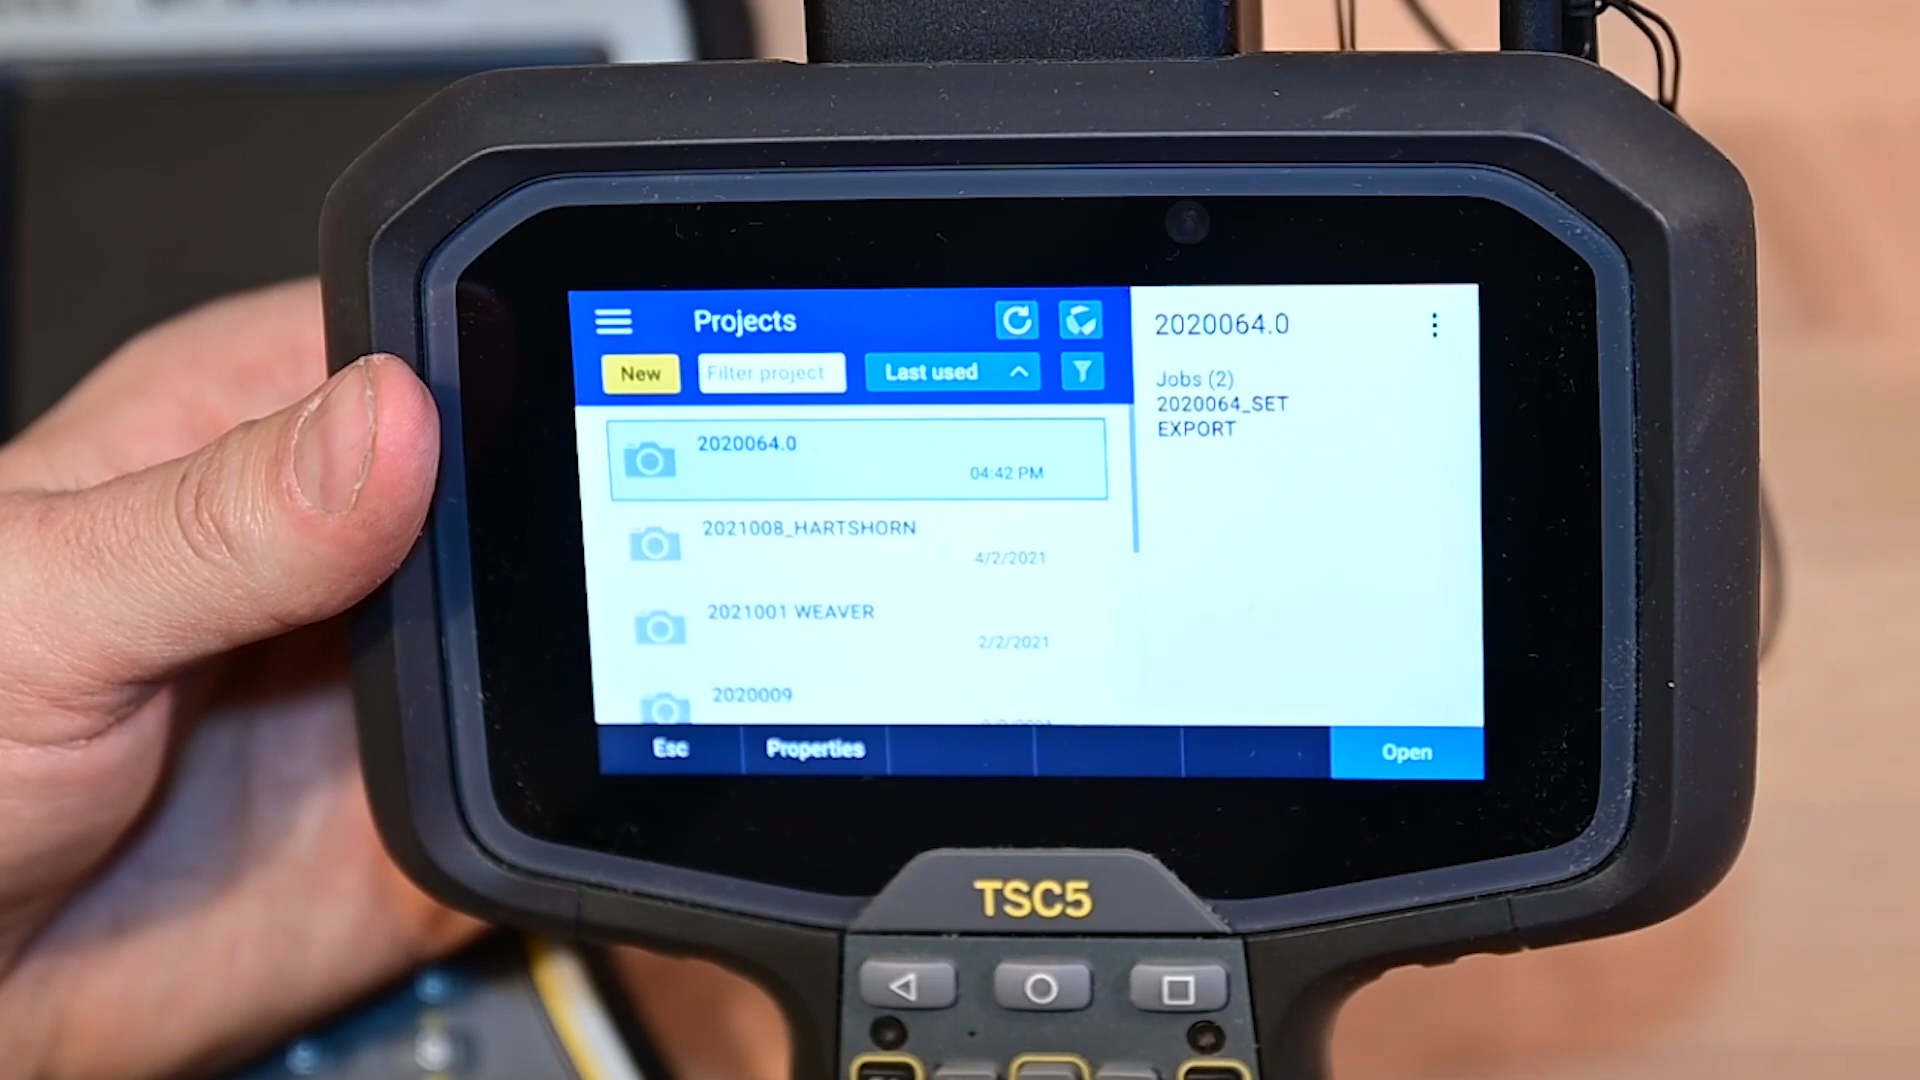 Projects
New
Filter project
Last used
2020064.0
04:42 PM
2021008_HARTSHORN
4/2/2021
2021001 WEAVER
2/2/2021
2020009
2020064.0
Jobs (2)
2020064_SET
EXPORT
Esc
Properties
Open
TSC5